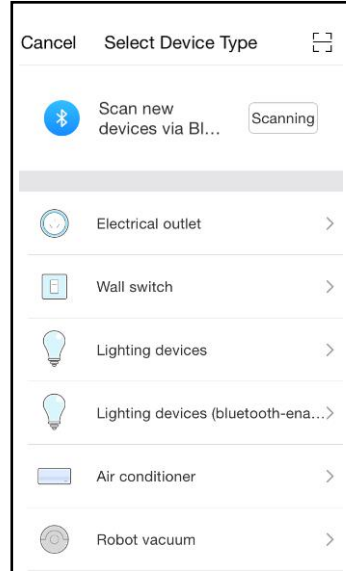 Cancel Select Device Type
Scan new
devices via Bl...
Scanning
Electrical outlet
Wall switch
Lighting devices
Lighting devices (bluetooth-ena...
Air conditioner
Robot vacuum